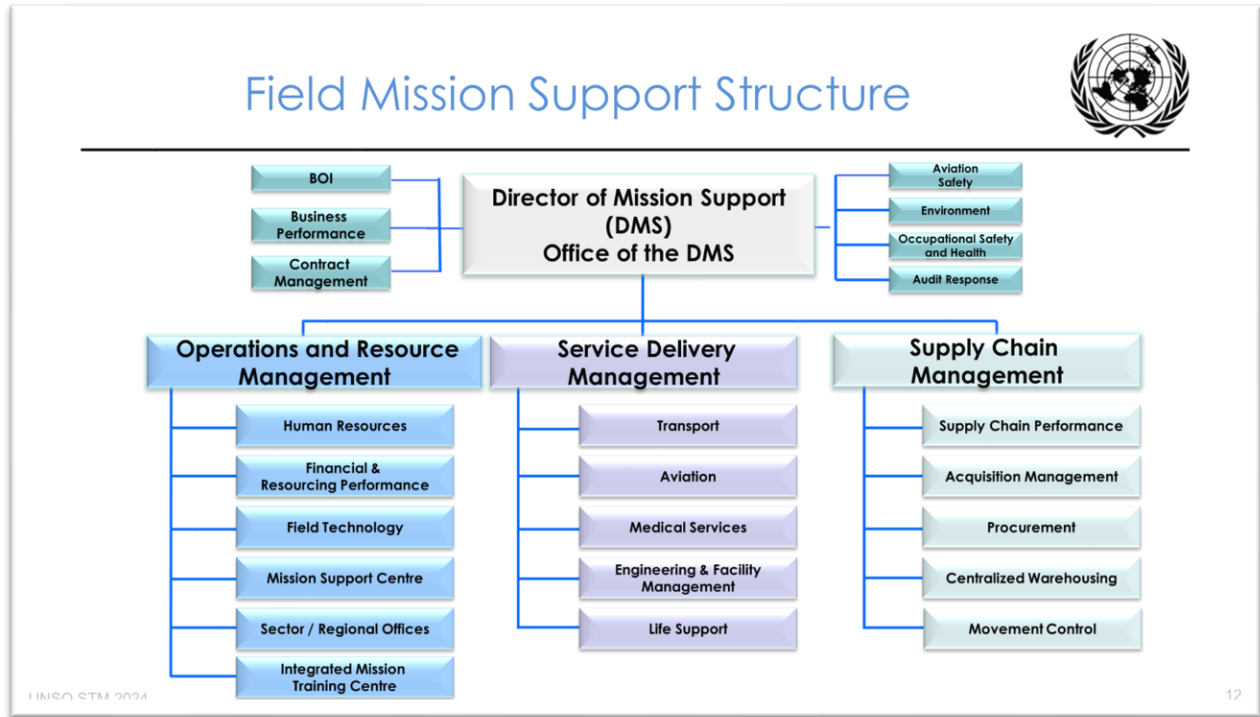 Field Mission Support Structure
BOI
Business
Performance
Contract
Management
Director of Mission Support
(DMS)
Office of the DMS
Aviation
Safety
Environment
Occupational Safety
and Health
Audit Response
Operations and Resource
Management
Human Resources
Financial &
Resourcing Performance
Field Technology
Mission Support Centre
Sector / Regional Offices
Integrated Mission
Training Centre
Service Delivery
Management
Transport
Aviation
Medical Services
Engineering & Facility
Management
Life Support
Supply Chain
Management
Supply Chain Performance
Acquisition Management
Procurement
Centralized Warehousing
Movement Control
UNSO STM 2024
12